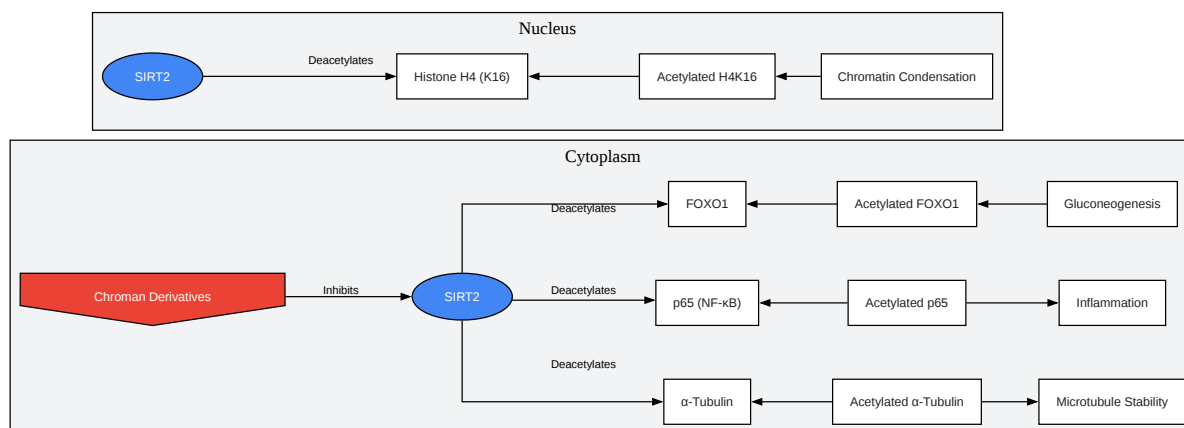 Nucleus
SIRT2
Deacetylates
Histone H4 (K16)
Acetylated H4K16
Chromatin Condensation
Cytoplasm
Deacetylates
FOXO1
Acetylated FOXO1
Gluconeogenesis
Chroman Derivatives
Inhibits
SIRT2
Deacetylates
p65 (NF-κB)
Acetylated p65
Inflammation
Deacetylates
α-Tubulin
Acetylated α-Tubulin
Microtubule Stability